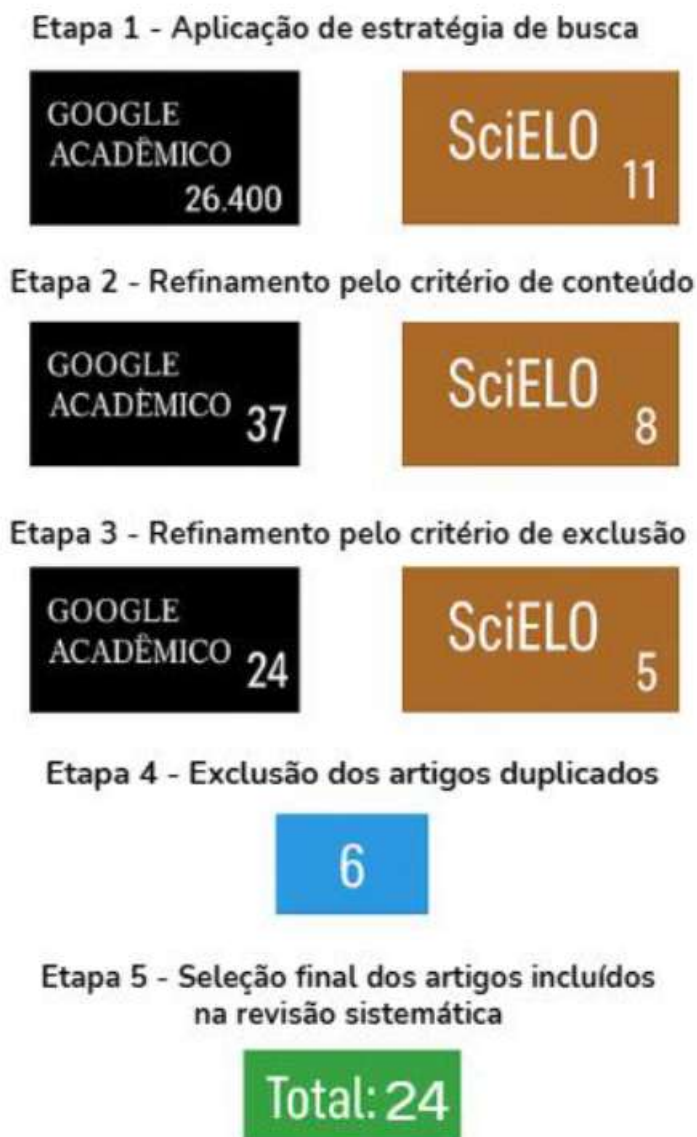 Etapa 1 - Aplicação de estratégia de busca
GOOGLE
ACADÊMICO
26.400
SciELO
11
Etapa 2 - Refinamento pelo critério de conteúdo
GOOGLE
ACADÊMICO 37
SciELO
8
Etapa 3 - Refinamento pelo critério de exclusão
GOOGLE
ACADÊMICO 24
SciELO
5
Etapa 4 - Exclusão dos artigos duplicados
6
Etapa 5 - Seleção final dos artigos incluídos
na revisão sistemática
Total: 24